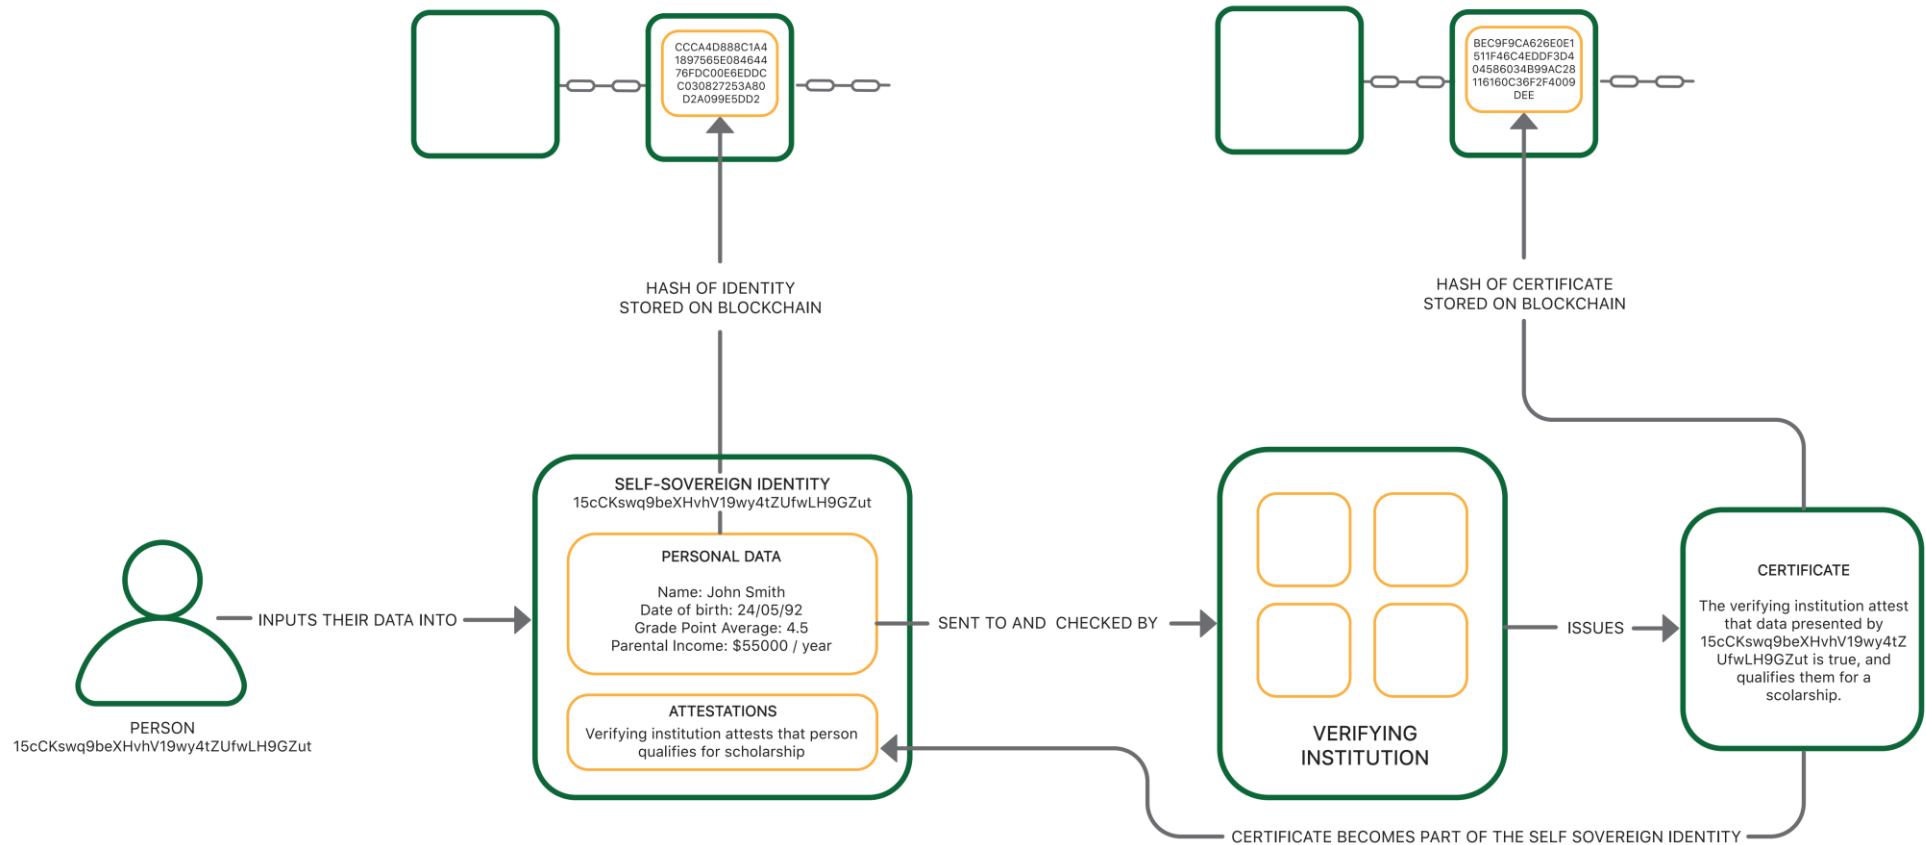 CCCA4D888C1A4
1897565E084644
76FDC00E6EDDC
C030827253A80
D2A099E5DD2
BEC9F9CA626E0E1
511F46C4EDDF3D4
04586034B99AC28
116160C36F2F4009
DEE
HASH OF IDENTITY
STORED ON BLOCKCHAIN
HASH OF CERTIFICATE
STORED ON BLOCKCHAIN
PERSON
15cCKswq9beXHvhV19wy4tZUfwLH9GZut
INPUTS THEIR DATA INTO
SELF-SOVEREIGN IDENTITY
15cCKswq9beXHvhV19wy4tZUfwLH9GZut
PERSONAL DATA
Name: John Smith
Date of birth: 24/05/92
Grade Point Average: 4.5
Parental Income: $55000 / year
ATTESTATIONS
Verifying institution attests that person
qualifies for scholarship
SENT TO AND CHECKED BY
VERIFYING
INSTITUTION
ISSUES
CERTIFICATE
The verifying institution attest
that data presented by
15cCKswq9beXHvhV19wy4tZ
UfwLH9GZut is true, and
qualifies them for a
scolarship.
CERTIFICATE BECOMES PART OF THE SELF SOVEREIGN IDENTITY